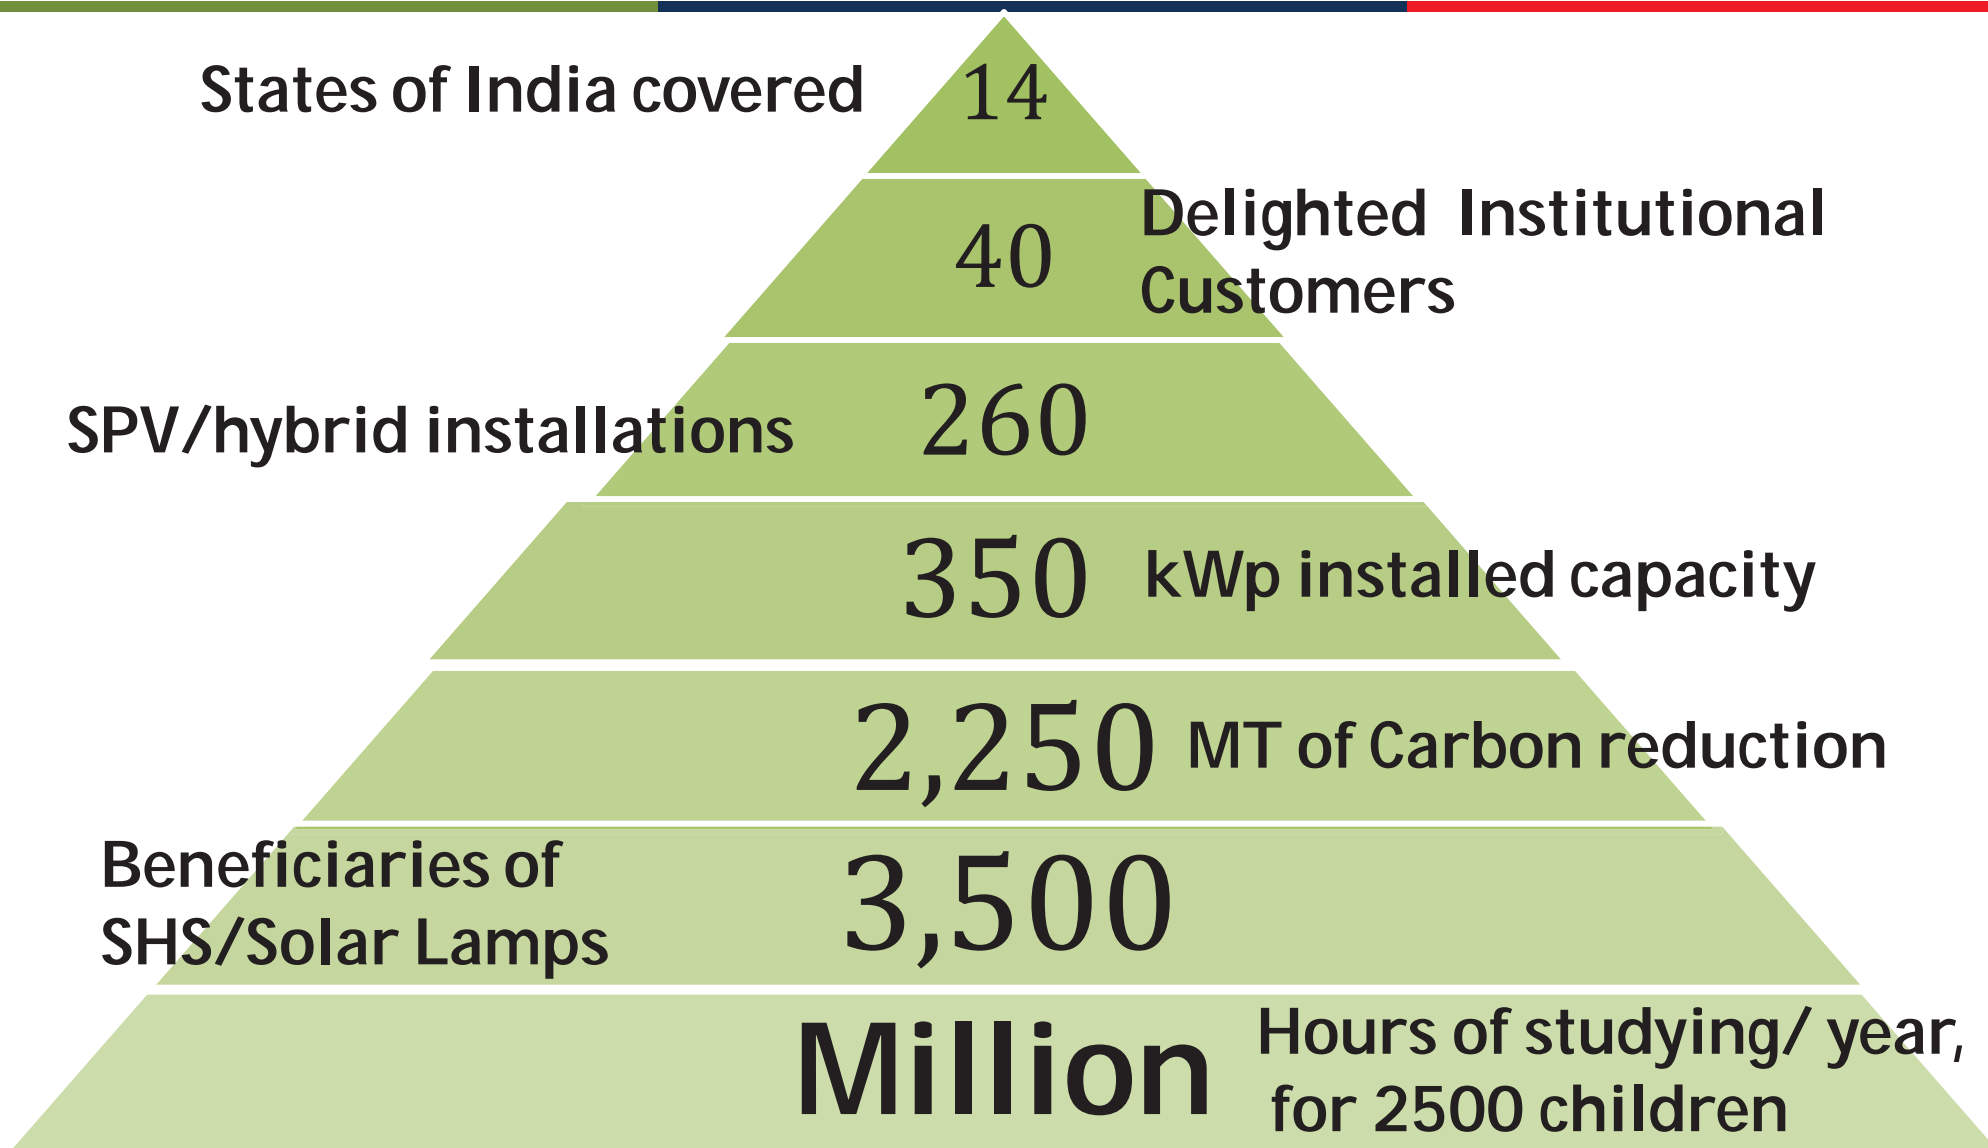 States of India covered
14
40
Delighted Institutional
Customers
SPV/hybrid installations
260
350
kWp installed capacity
2,250
MT of Carbon reduction
Beneficiaries of
SHS/Solar Lamps
3,500
Million
Hours of studying/ year,
for 2500 children